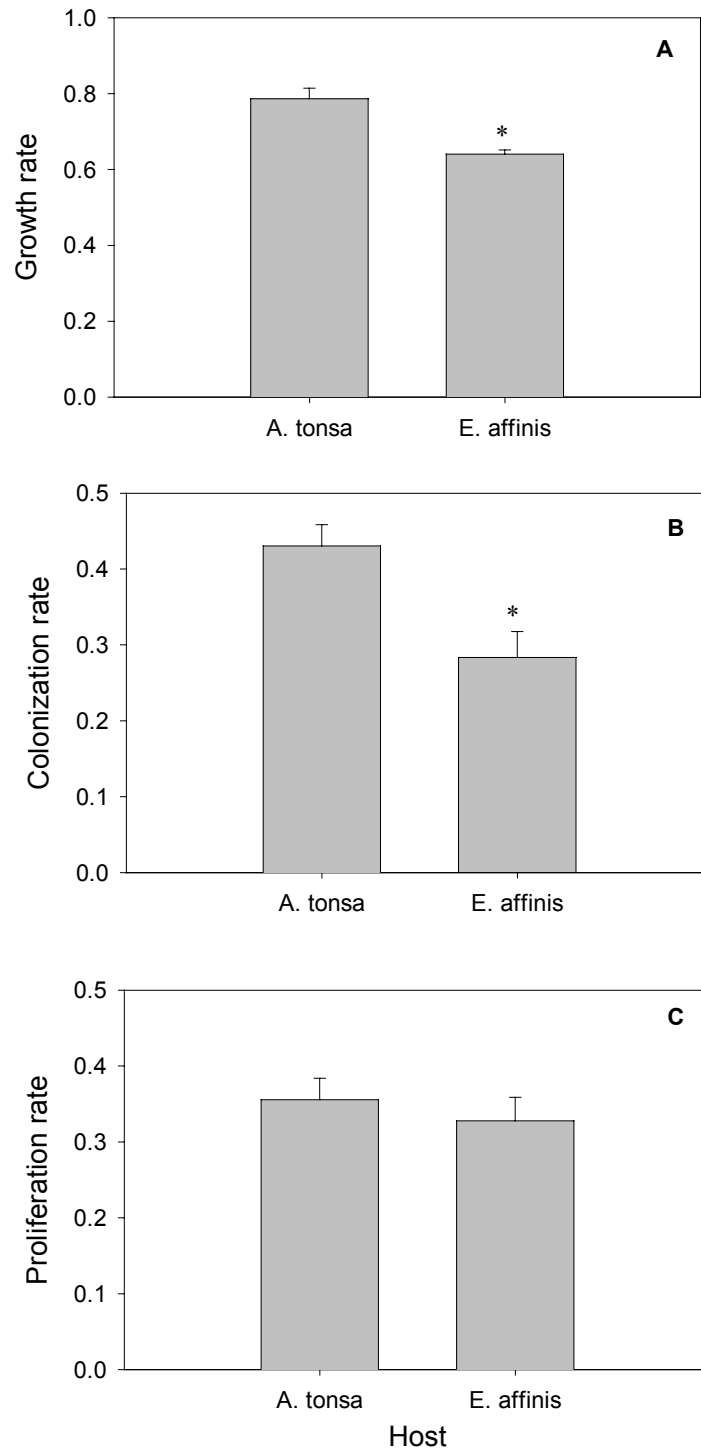 A
Growth rate
1.0
0.8
0.6
0.4
0.2
0.0
*
A. tonsa E. affinis
B
Colonization rate
0.5
0.4
0.3
0.2
0.1
0.0
*
A. tonsa E. affinis
C
Proliferation rate
0.5
0.4
0.3
0.2
0.1
0.0
A. tonsa E. affinis
Host